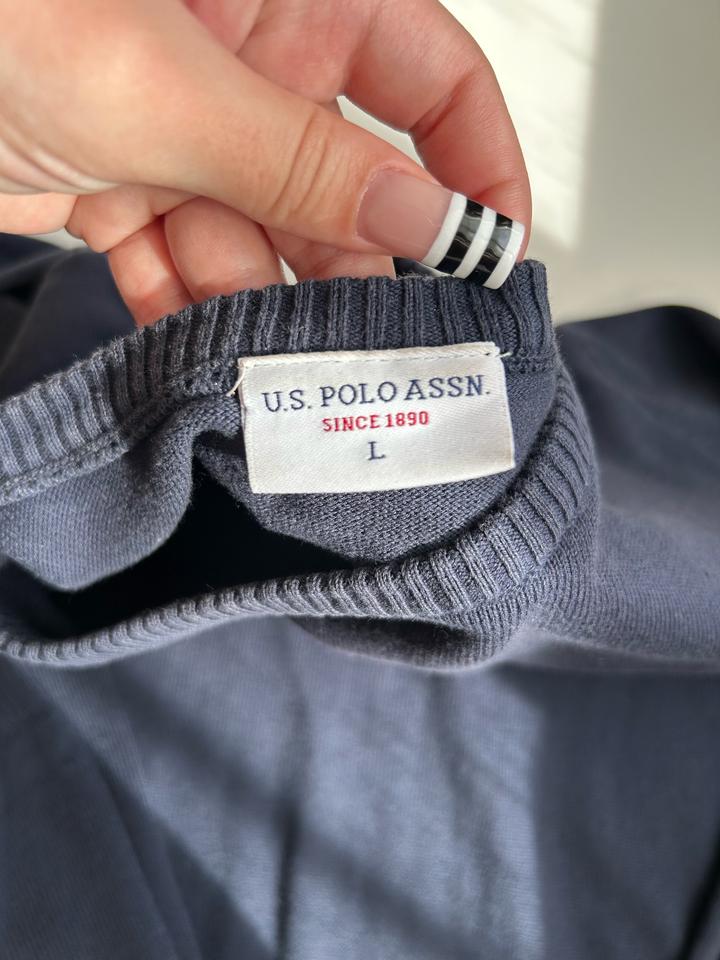 U.S. POLO ASSN.
SINCE 1890
L